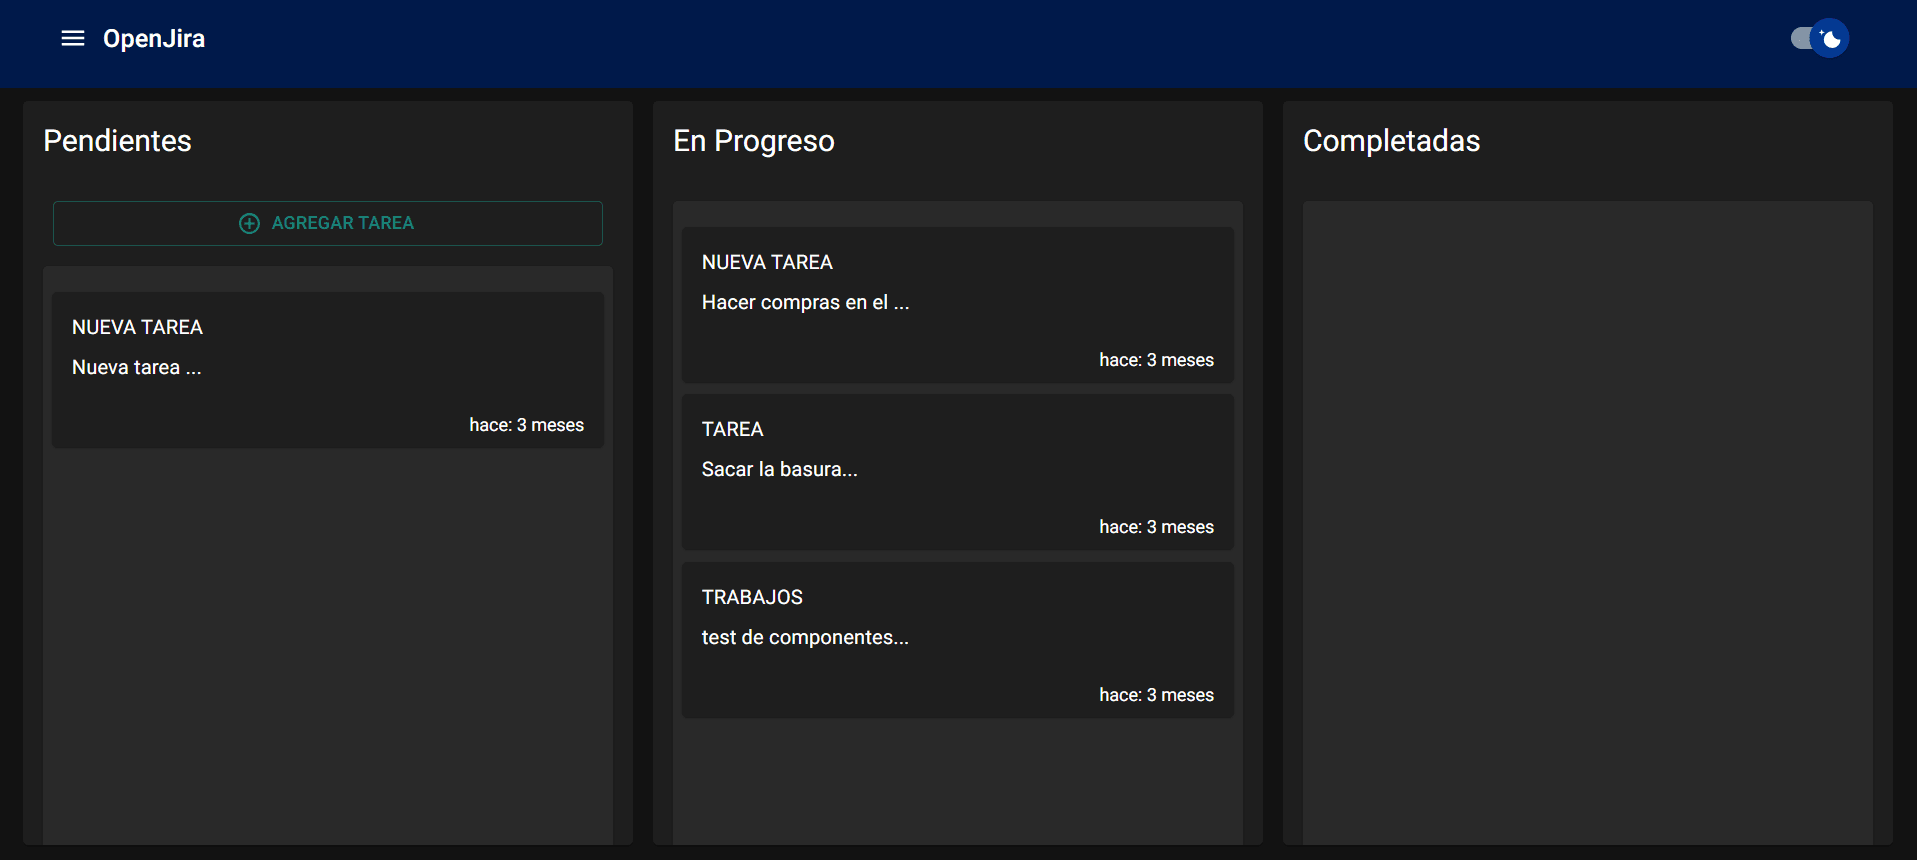 OpenJira
Pendientes
AGREGAR TAREA
NUEVA TAREA
Nueva tarea ...
hace: 3 meses
En Progreso
NUEVA TAREA
Hacer compras en el ...
hace: 3 meses
TAREA
Sacar la basura...
hace: 3 meses
TRABAJOS
test de componentes...
hace: 3 meses
Completadas